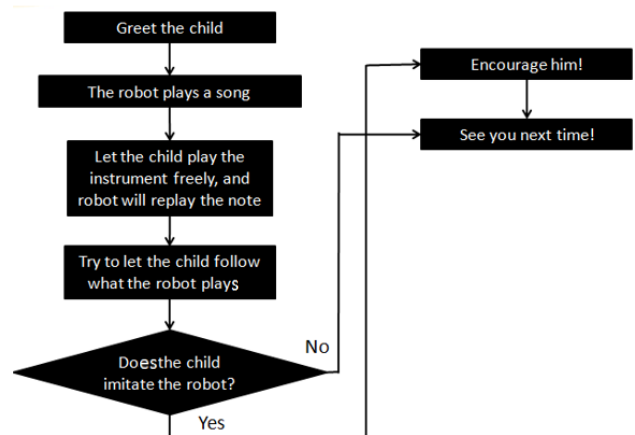 Greet the child
The robot plays a song
Let the child play the
instrument freely, and
robot will replay the note
Try to let the child follow
what the robot plays
Doesthe child
imitate the robot?
No
Yes
Encourage him!
See you next time!